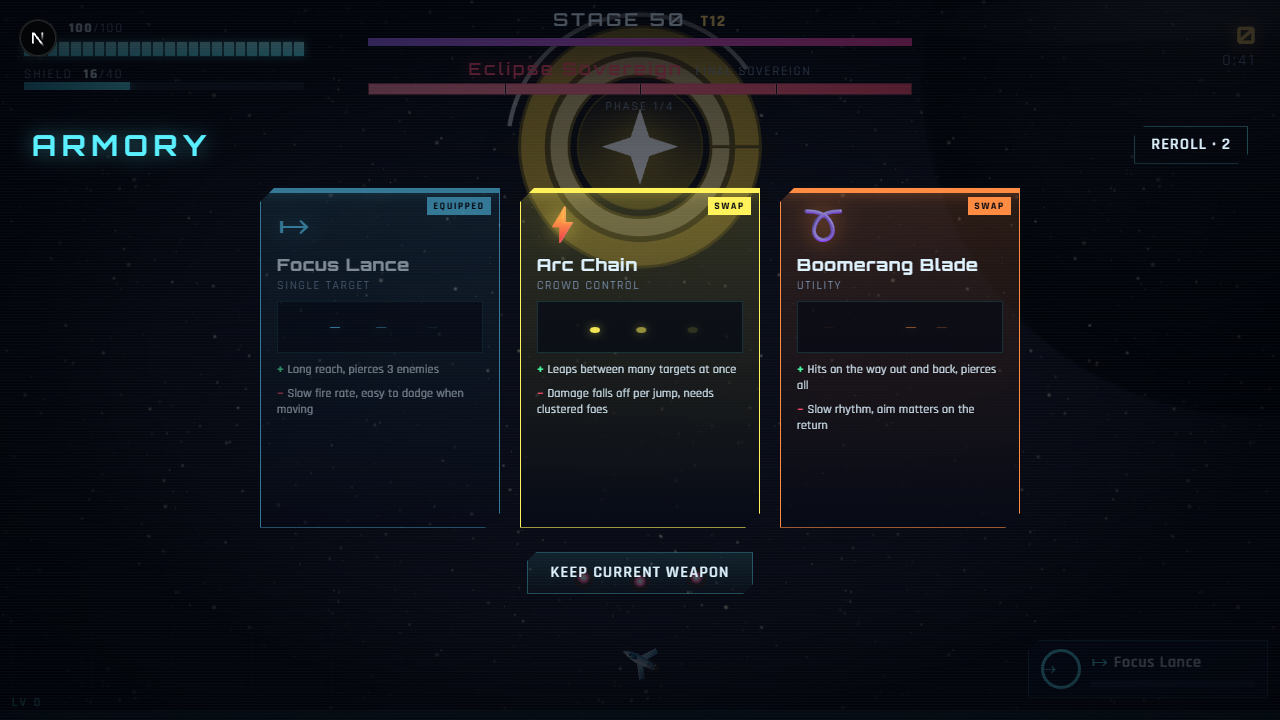 STAGE 50 T12
N
100/100
SHIELD 16/40
0
0:41
Eclipse Sovereign
SOVEREIGN
PHASE 1/4
ARMORY
REROLL · 2
EQUIPPED
Focus Lance
SINGLE TARGET
+ Long reach, pierces 3 enemies
– Slow fire rate, easy to dodge when
moving
SWAP
Arc Chain
CROWD CONTROL
+ Leaps between many targets at once
– Damage falls off per jump, needs
clustered foes
SWAP
Boomerang Blade
UTILITY
+ Hits on the way out and back, pierces
all
– Slow rhythm, aim matters on the
return
KEEP CURRENT WEAPON
Focus Lance
LV 0